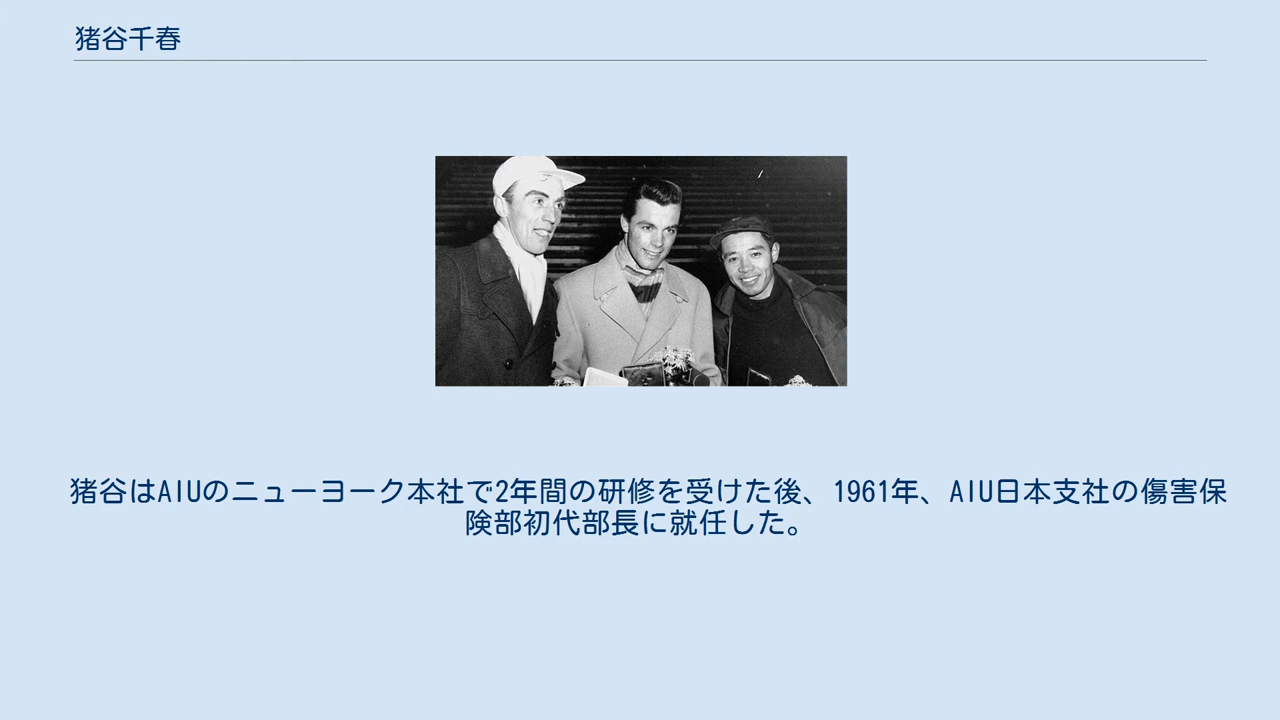 猪谷千春
猪谷はAIUのニューヨーク本社で2年間の研修を受けた後、1961年、AIU日本支社の傷害保
険部初代部長に就任した。